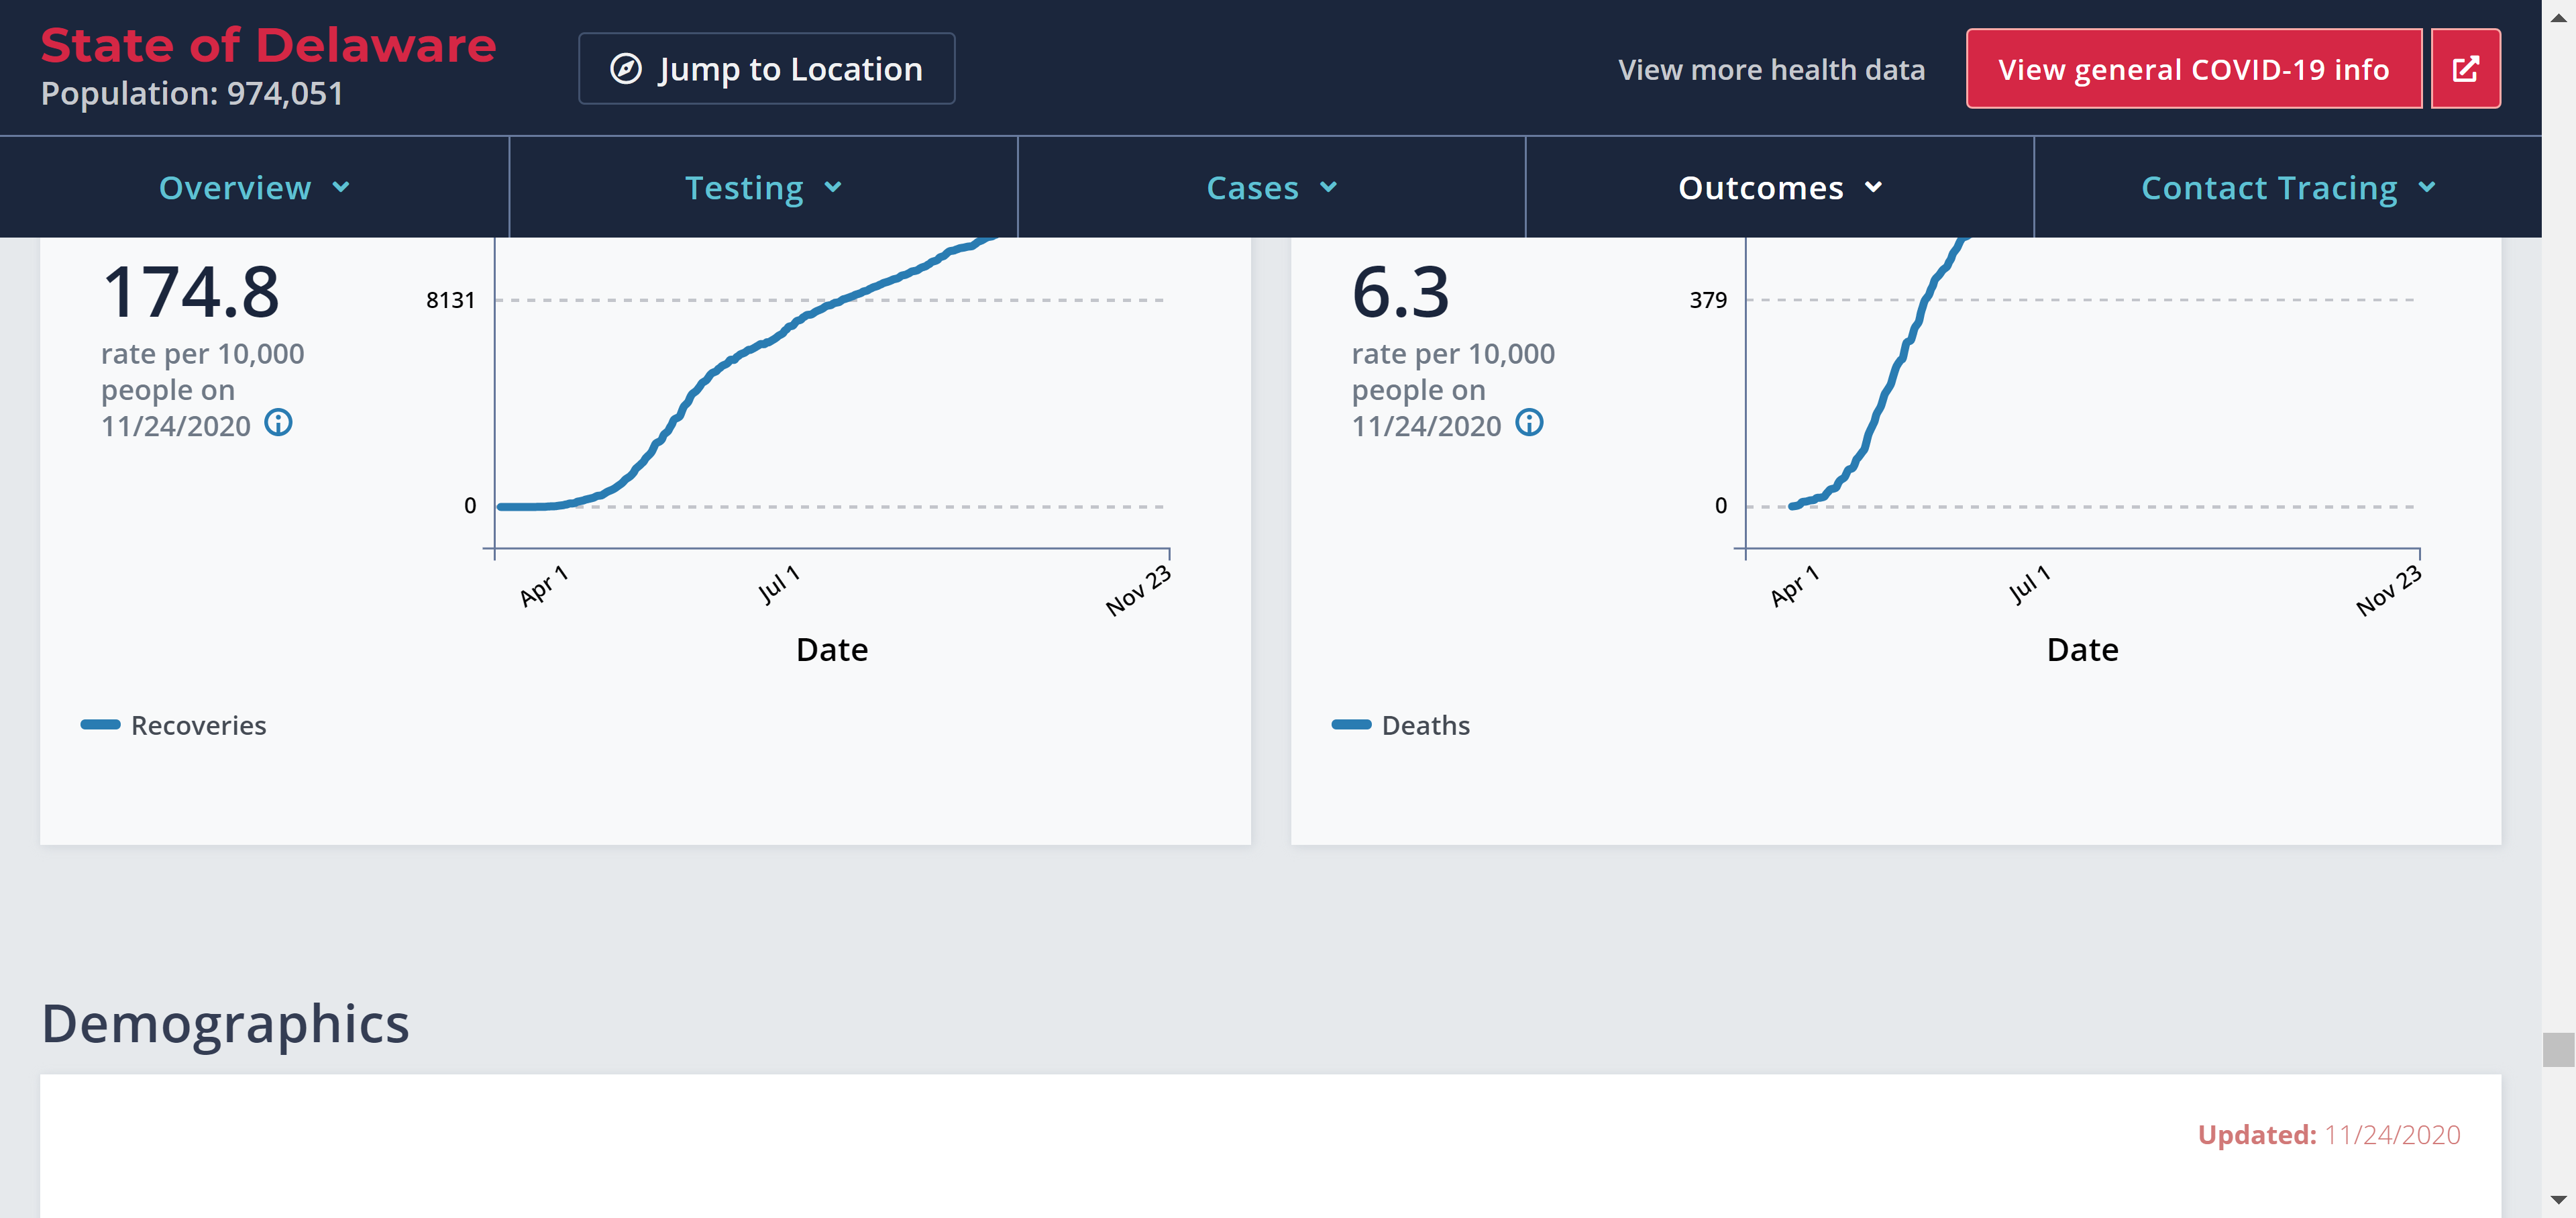 State of Delaware
Population: 974,051
Jump to Location
View more health data
View general COVID-19 info
Overview
Testing
Cases
Outcomes
Contact Tracing
174.8
rate per 10,000
people on
11/24/2020
8131
0
Apr 1
Jul 1
Nov 23
Date
Recoveries
6.3
rate per 10,000
people on
11/24/2020
379
0
Apr 1
Jul 1
Nov 23
Date
Deaths
Demographics
Updated: 11/24/2020